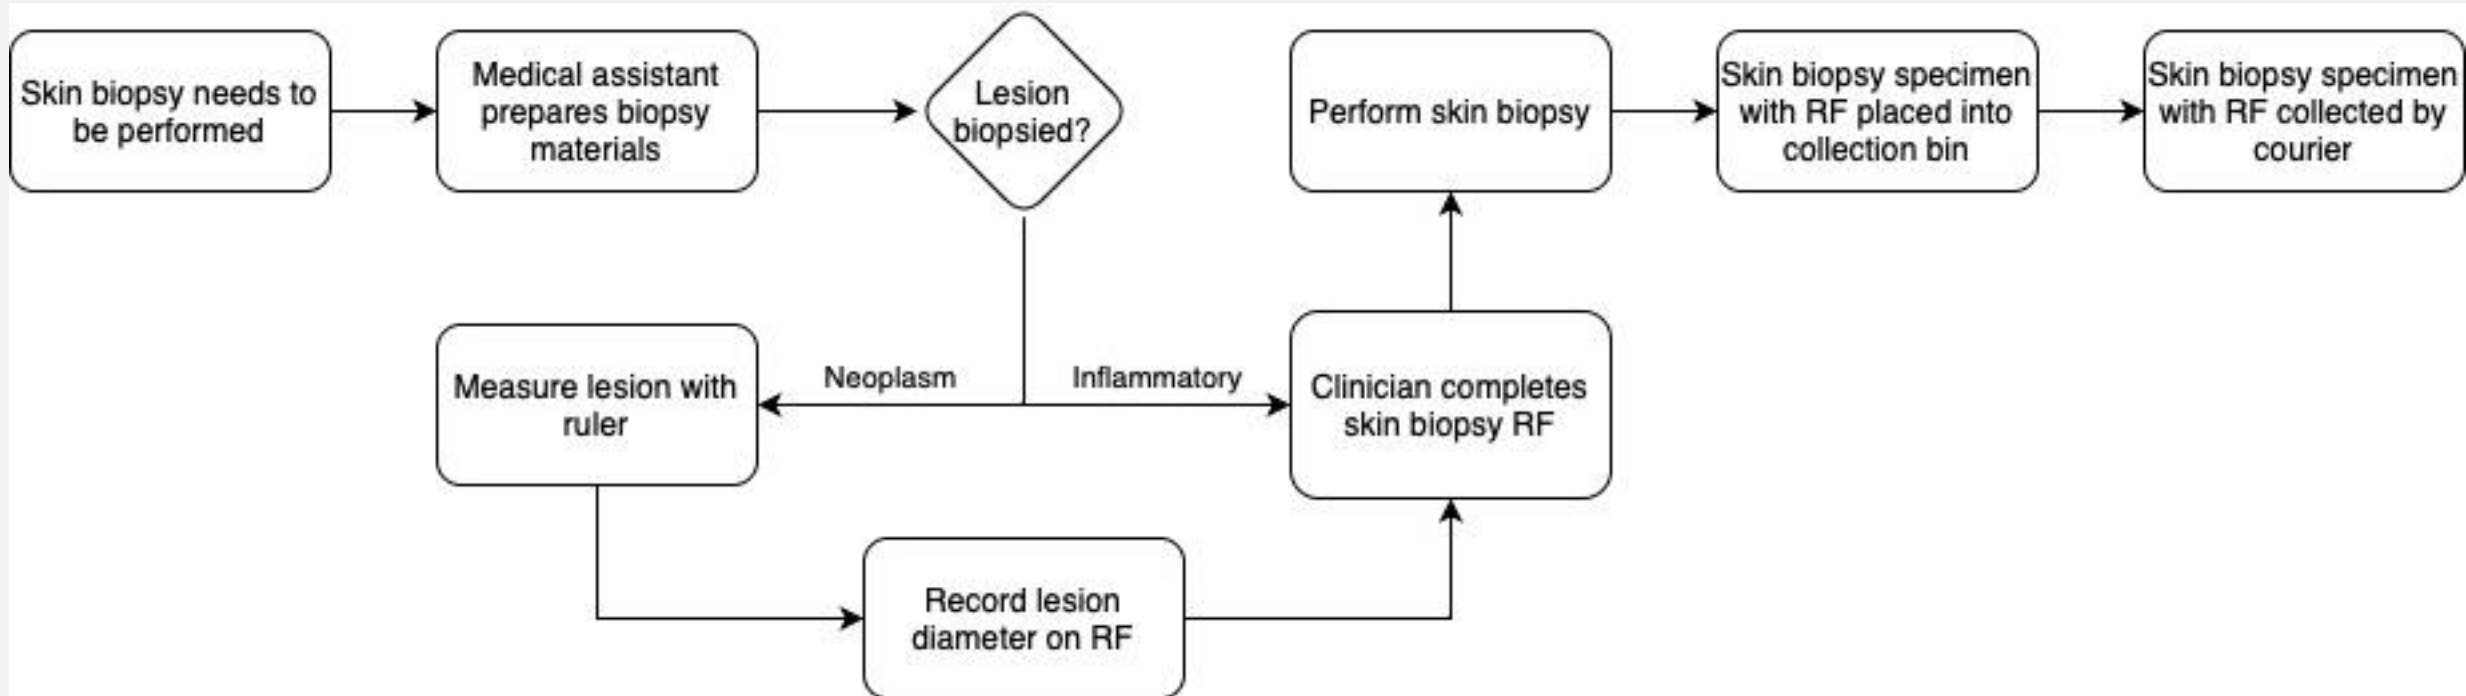 Skin biopsy needs to
be performed
Medical assistant
prepares biopsy
materials
Lesion
biopsied?
Perform skin biopsy
Skin biopsy specimen
with RF placed into
collection bin
Skin biopsy specimen
with RF collected by
courier
Measure lesion with
ruler
Neoplasm
Inflammatory
Clinician completes
skin biopsy RF
Record lesion
diameter on RF